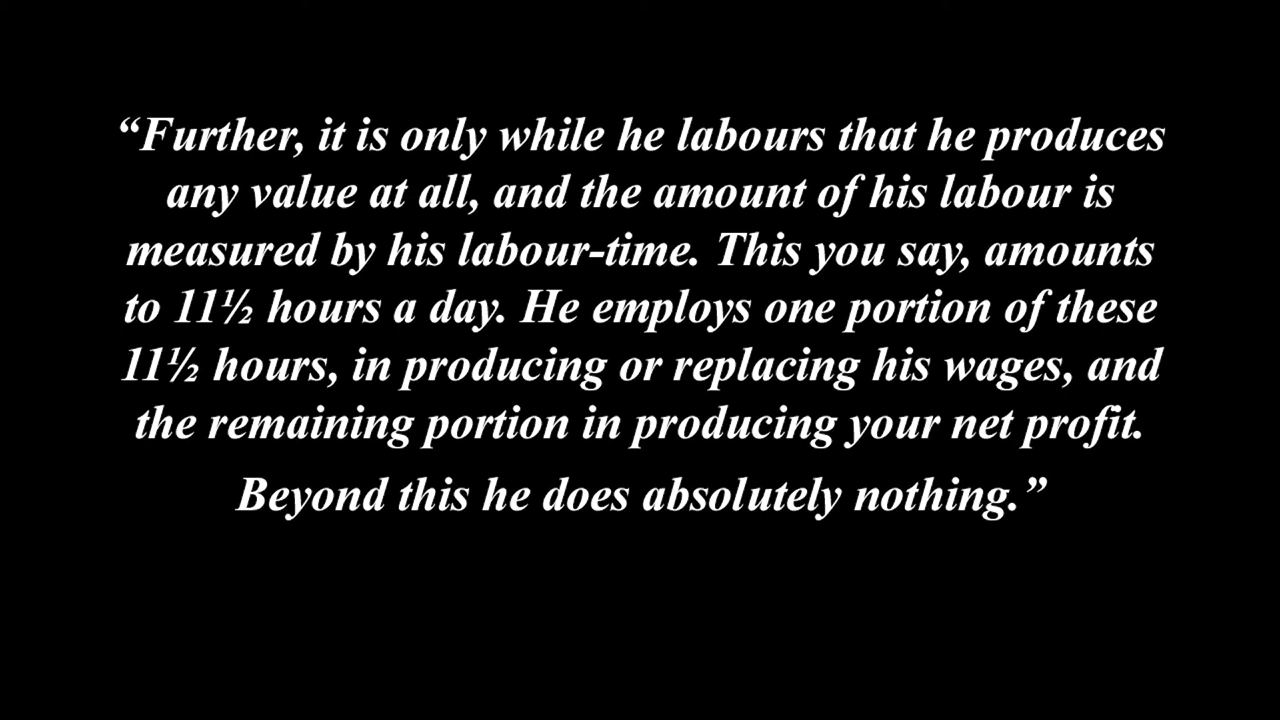 “Further, it is only while he labours that he produces
any value at all, and the amount of his labour is
measured by his labour-time. This you say, amounts
to 11½ hours a day. He employs one portion of these
11½ hours, in producing or replacing his wages, and
the remaining portion in producing your net profit.
Beyond this he does absolutely nothing.”